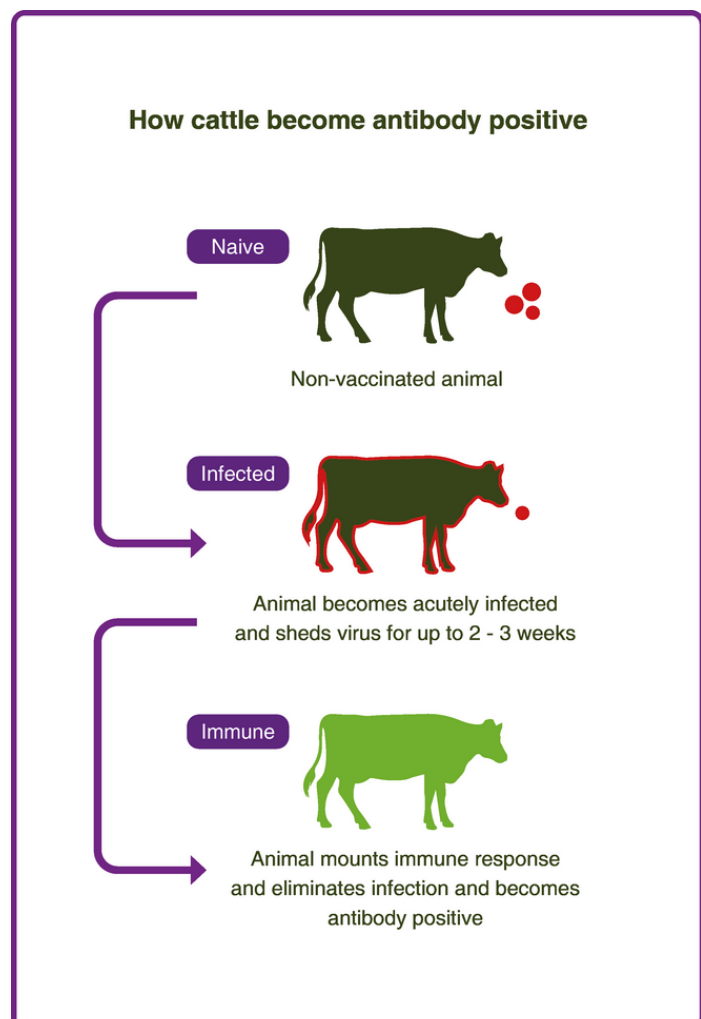 How cattle become antibody positive
Naive
Non-vaccinated animal
Infected
Animal becomes acutely infected
and sheds virus for up to 2 - 3 weeks
Immune
Animal mounts immune response
and eliminates infection and becomes
antibody positive